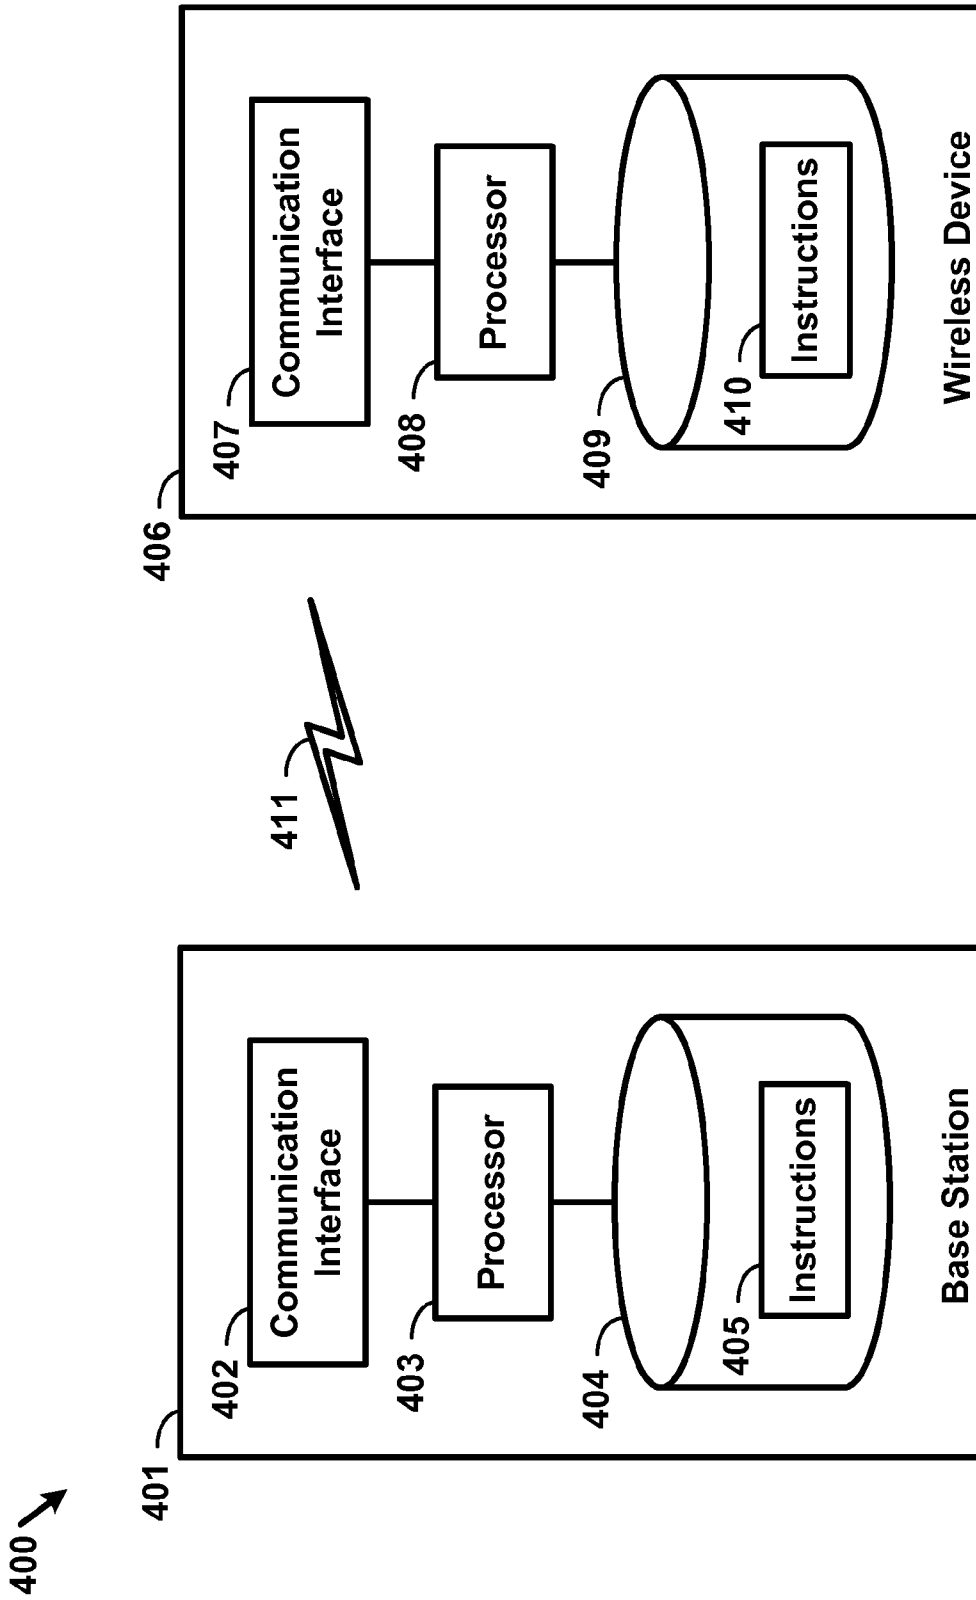 400
401
402
Communication
Interface
403
Processor
404
405
Instructions
Base Station
411
406
407
Communication
Interface
408
Processor
409
410
Instructions
Wireless Device